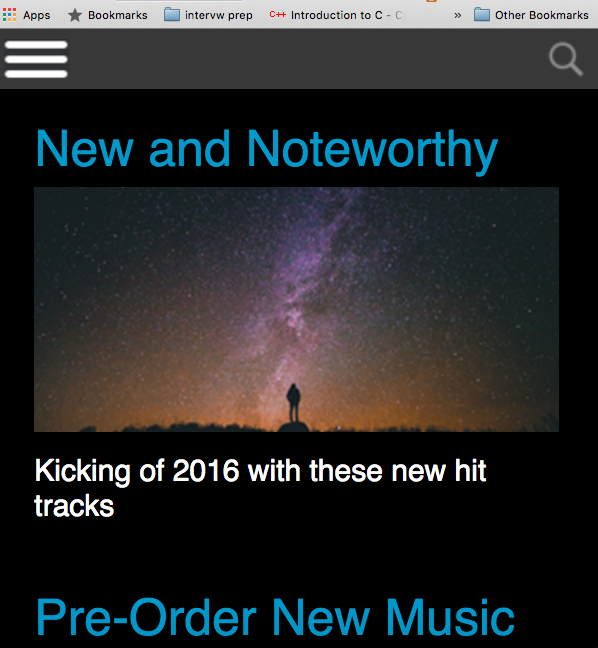 Apps Bookmarks intervw prep C++ Introduction to C - C » Other Bookmarks
New and Noteworthy
Kicking of 2016 with these new hit
tracks
Pre-Order New Music